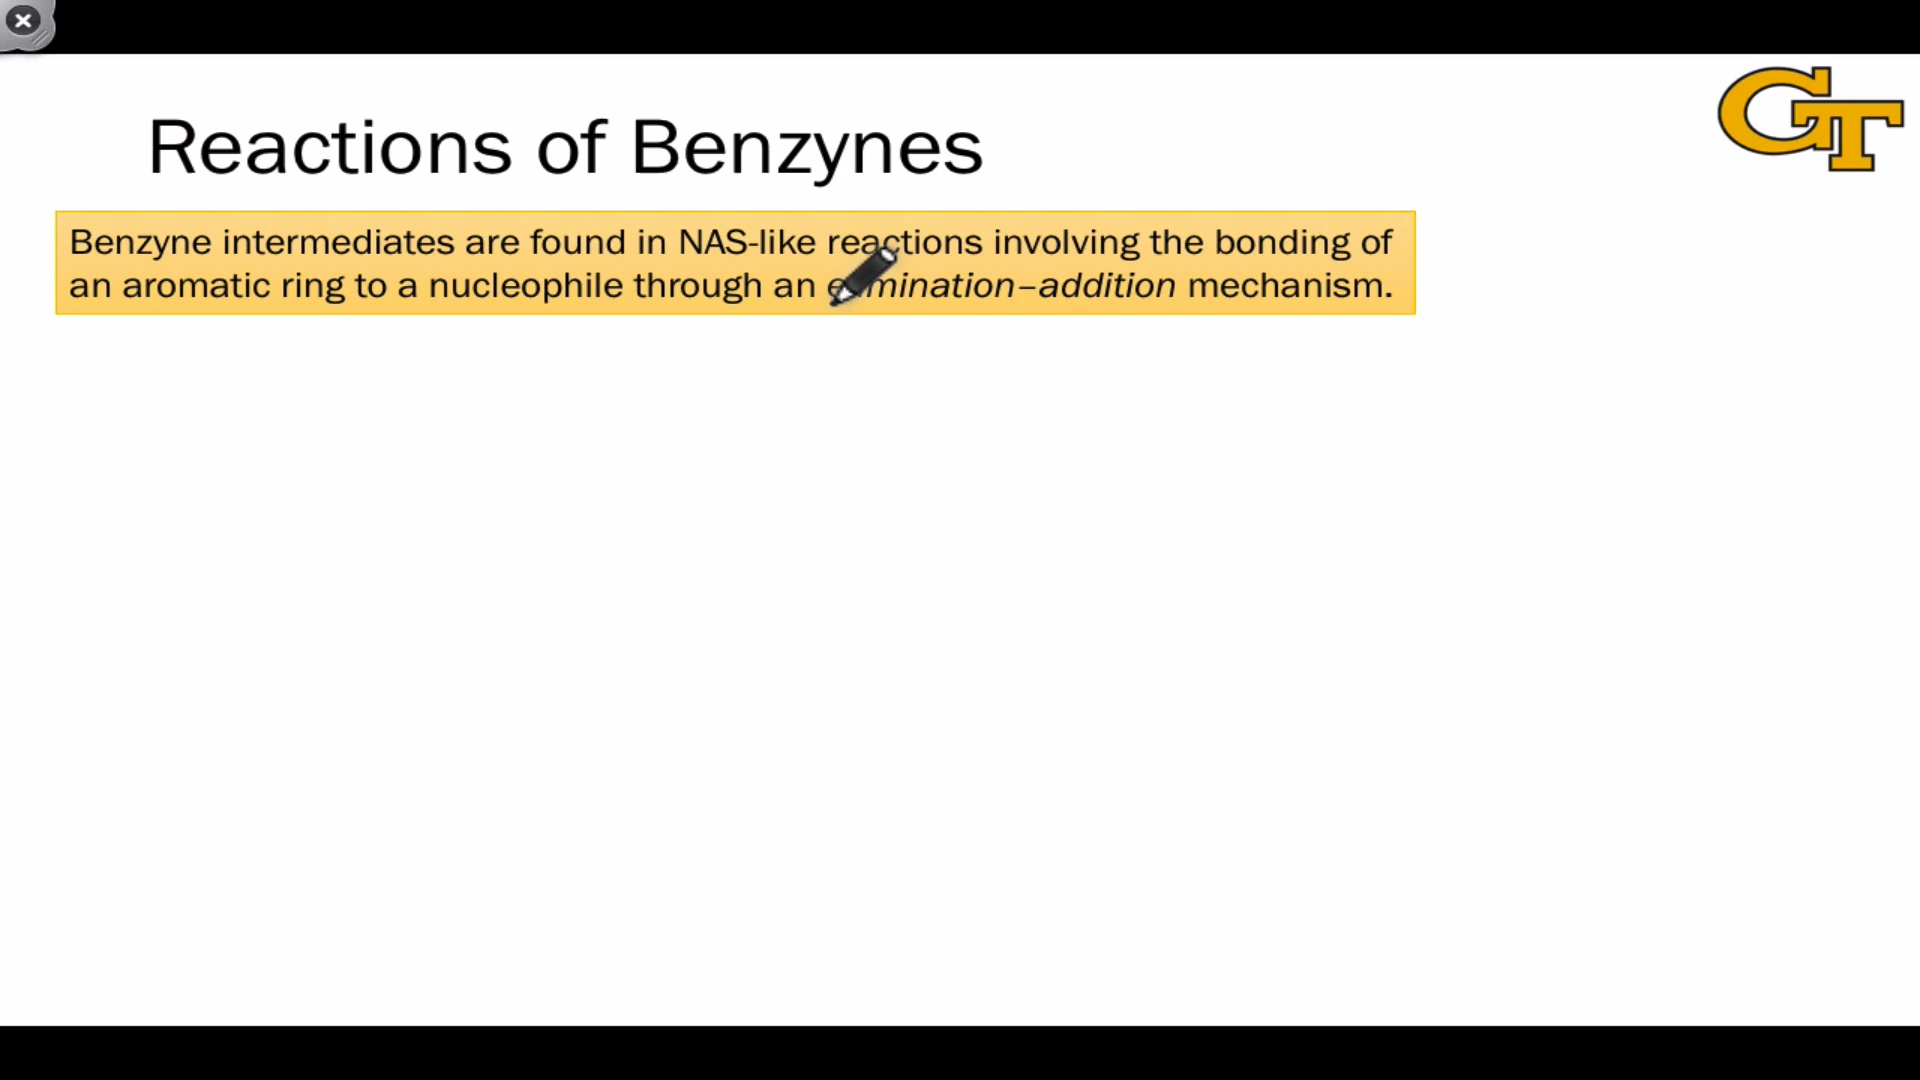 GT
Reactions of Benzynes
Benzyne intermediates are found in NAS-like reactions involving the bonding of
an aromatic ring to a nucleophile through an elimination–addition mechanism.